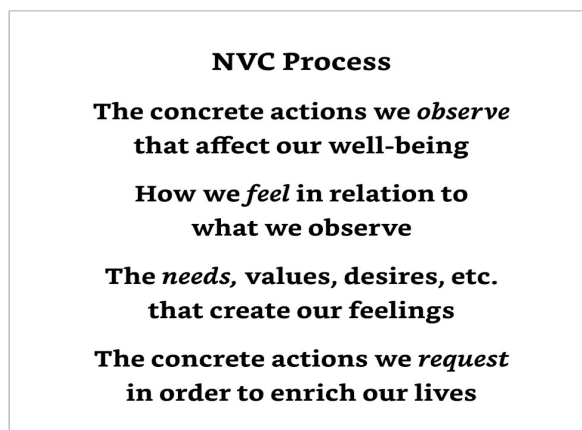 NVC Process
The concrete actions we observe
that affect our well-being
How we feel in relation to
what we observe
The needs, values, desires, etc.
that create our feelings
The concrete actions we request
in order to enrich our lives